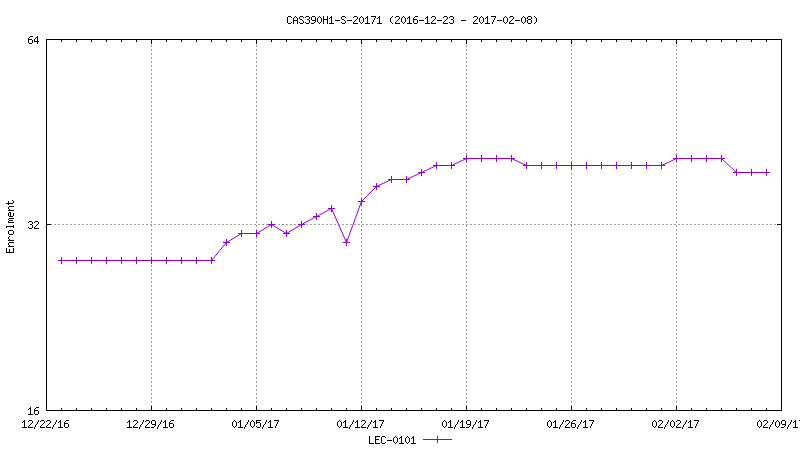 CAS390H1-S-20171 (2016-12-23 - 2017-02-08)
64
32
16
Enrolment
12/22/16 12/29/16 01/05/17 01/12/17 01/19/17 01/26/17 02/02/17 02/09/1
LEC-0101